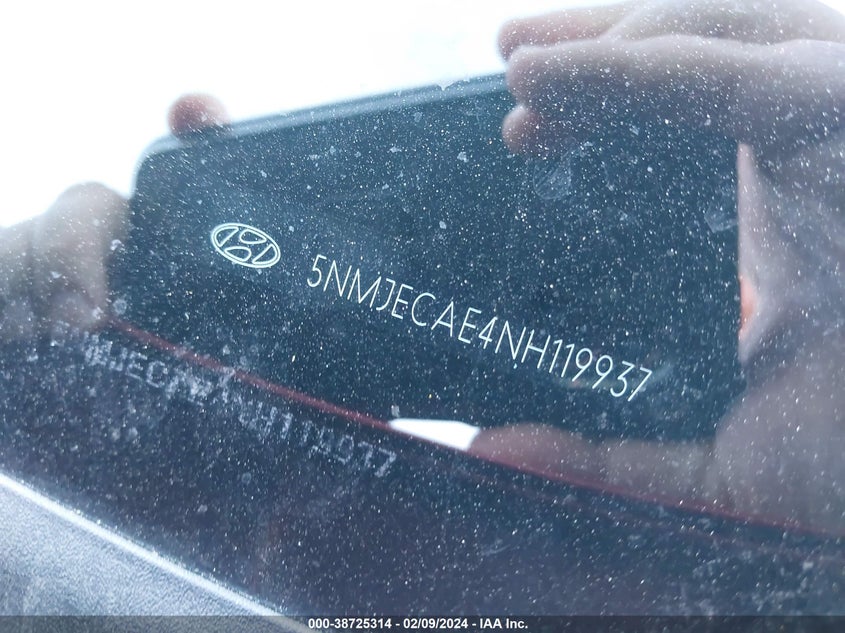 5NMJECAE4NH119937
000-38725314 - 02/09/2024 - IAA Inc.